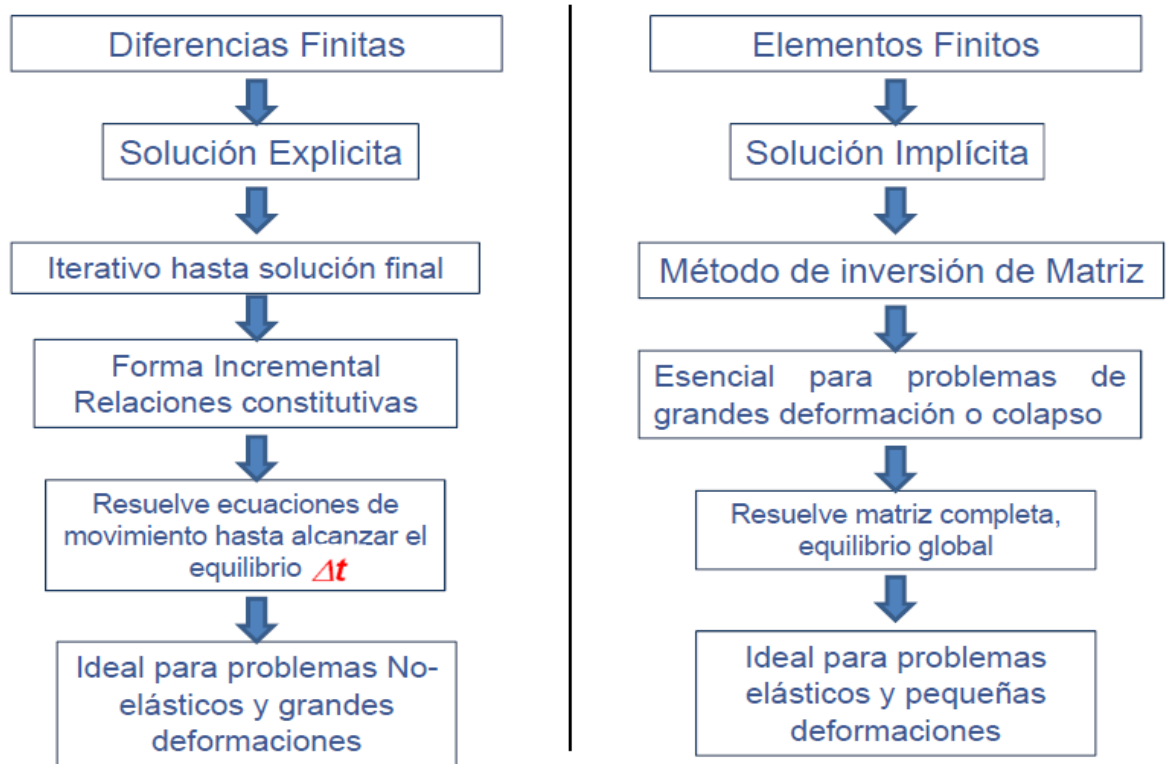 Diferencias Finitas
Solución Explicita
Iterativo hasta solución final
Forma Incremental
Relaciones constitutivas
Resuelve ecuaciones de
movimiento hasta alcanzar el
equilibrio Δt
Ideal para problemas No-
elásticos y grandes
deformaciones
Elementos Finitos
Solución Implícita
Método de inversión de Matriz
Esencial para problemas de
grandes deformación o colapso
Resuelve matriz completa,
equilibrio global
Ideal para problemas
elásticos y pequeñas
deformaciones